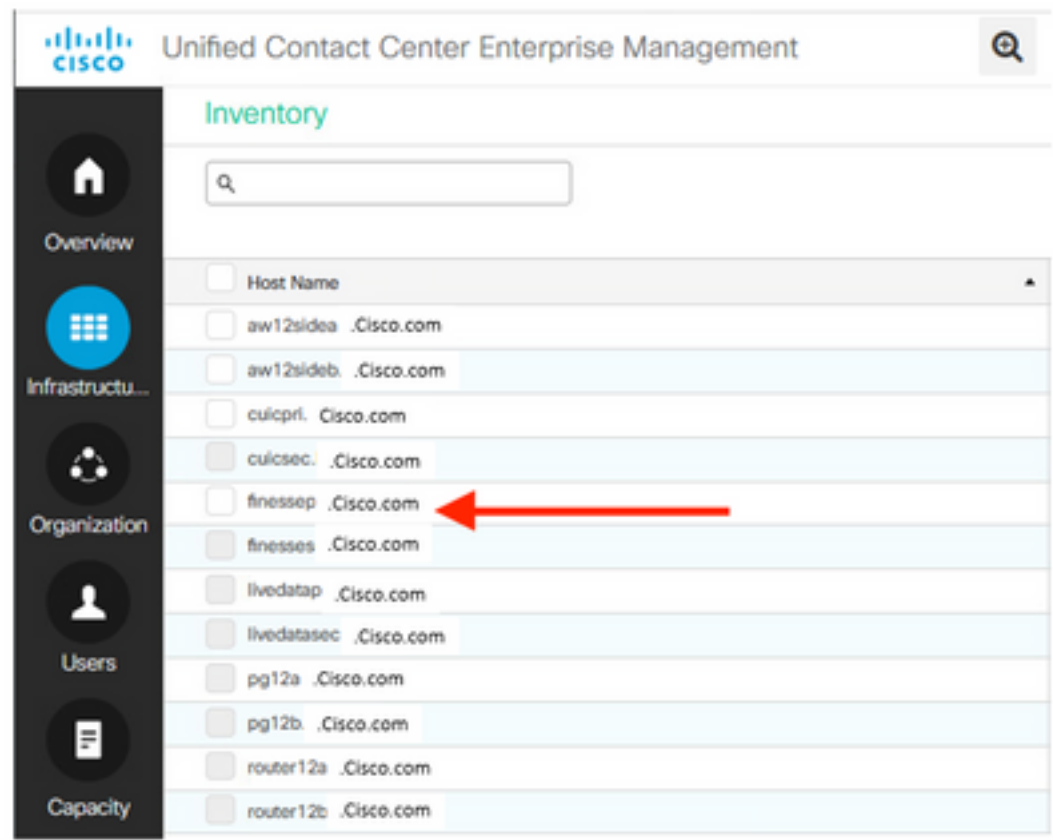 CISCO
Unified Contact Center Enterprise Management
Inventory
Overview
Infrastructu...
Organization
Users
Capacity
Host Name
aw12sidea .Cisco.com
aw12sideb. .Cisco.com
cuicpri. Cisco.com
cuicsec. .Cisco.com
finessep .Cisco.com
finesses .Cisco.com
livedatap .Cisco.com
livedatasec .Cisco.com
pg12a .Cisco.com
pg12b. .Cisco.com
router12a .Cisco.com
router12b .Cisco.com